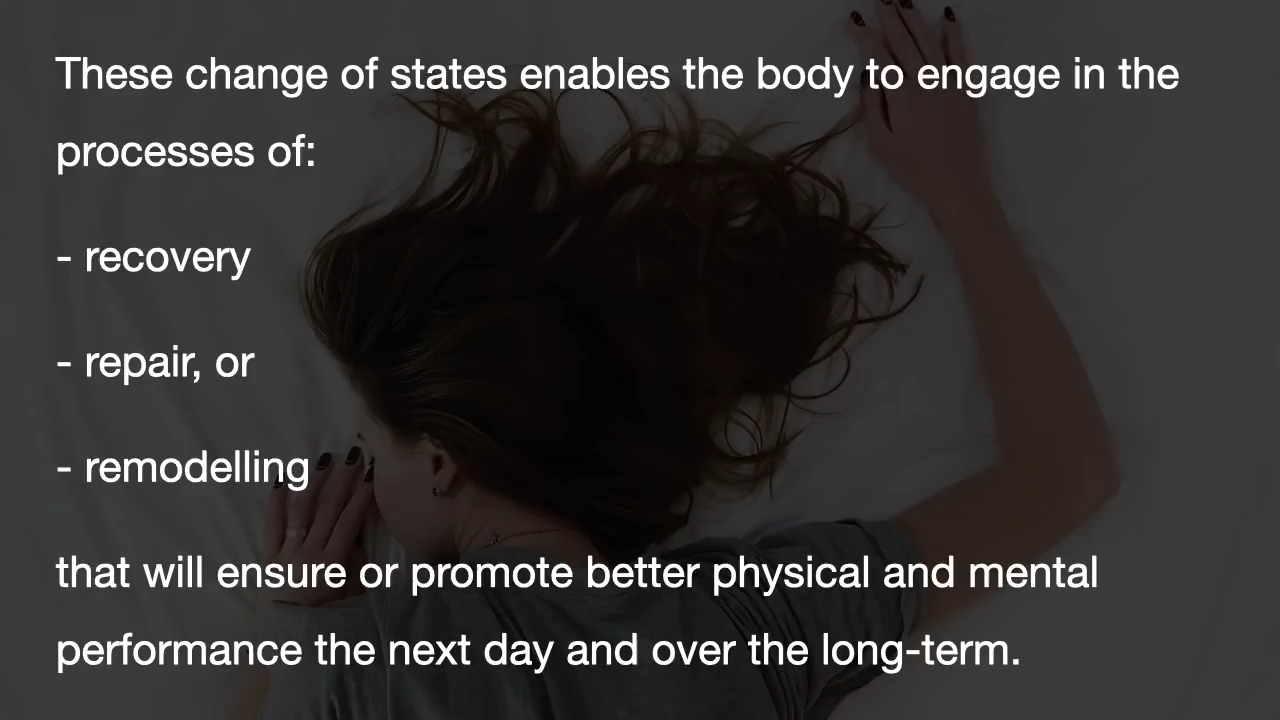 These change of states enables the body to engage in the
processes of:
- recovery
- repair, or
- remodelling
that will ensure or promote better physical and mental
performance the next day and over the long-term.